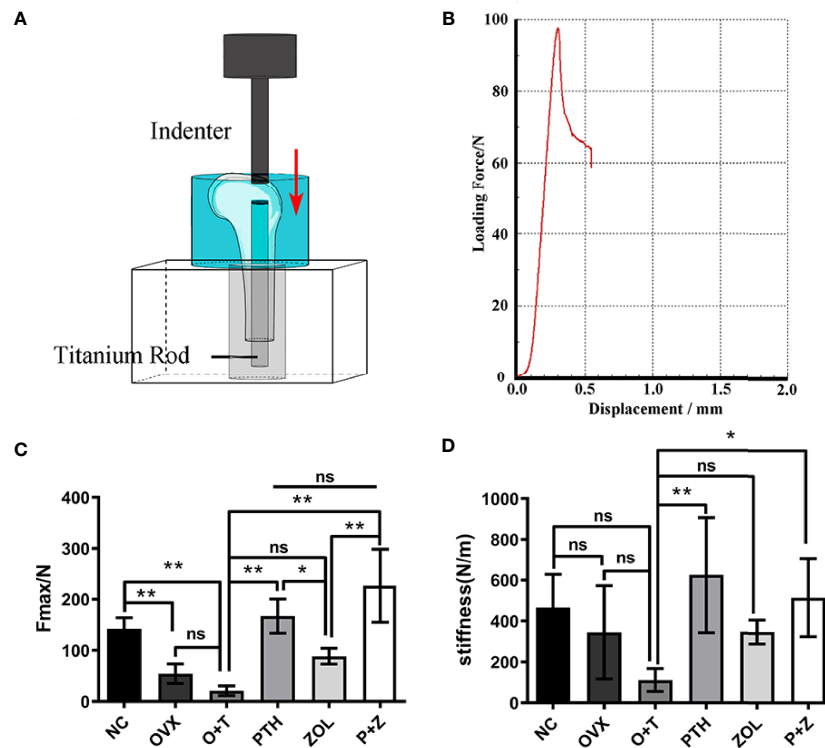 A
Indenter
Titanium Rod
B
Loading Force/N
100
80
60
40
20
0
0.0 0.5 1.0 1.5 2.0
Displacement / mm
C
Fmax/N
400
300
200
100
0
ns
**
**
ns
** *
**
**
ns
NC OVX O+T PTH ZOL P+Z
D
stiffness(N/m)
1000
800
600
400
200
0
*
ns
**
ns
ns ns
NC OVX O+T PTH ZOL P+Z